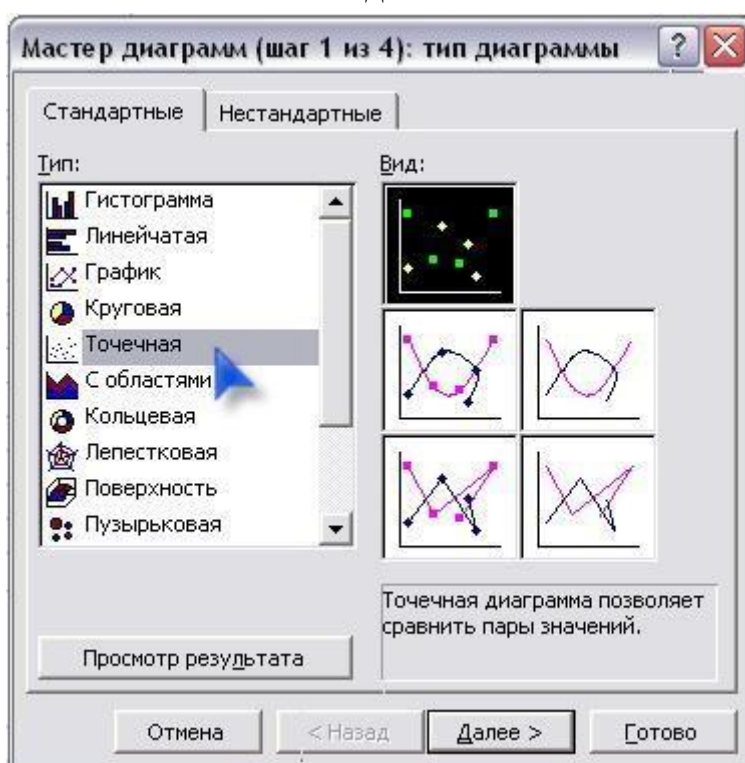 Мастер диаграмм (шаг 1 из 4): тип диаграммы
Стандартные
Нестандартные
Тип:
Гистограмма
Линейчатая
График
Круговая
Точечная
С областями
Кольцевая
Лепестковая
Поверхность
Пузырьковая
Вид:
Точечная диаграмма позволяет
сравнить пары значений.
Просмотр результата
Отмена
< Назад
Далее >
Готово